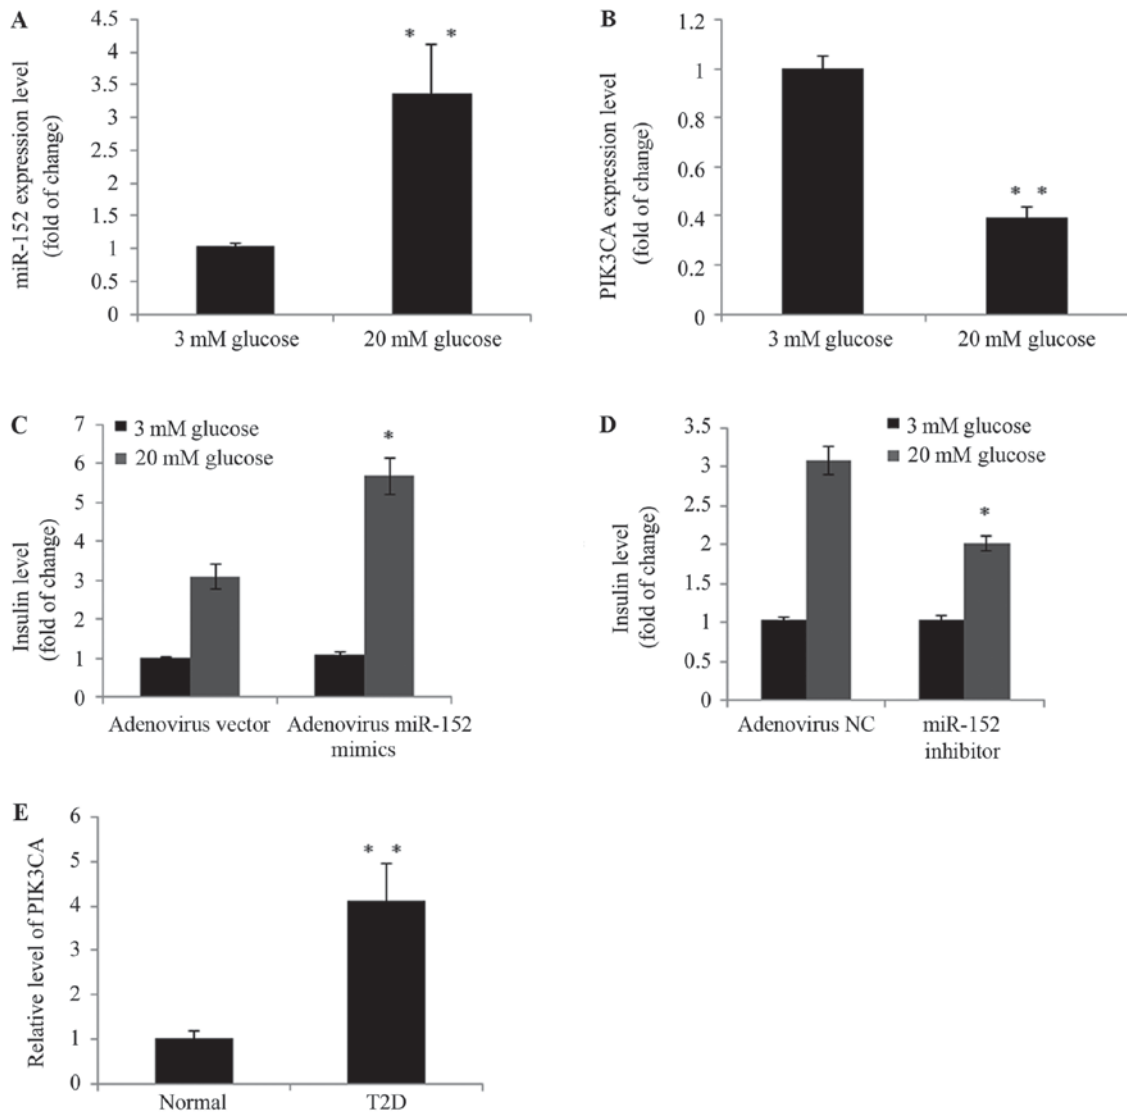 A
miR-152 expression level
(fold of change)
4.5
4
3.5
3
2.5
2
1.5
1
0.5
0
* *
3 mM glucose
20 mM glucose
B
PIK3CA expression level
(fold of change)
1.2
1
0.8
0.6
0.4
0.2
0
* *
3 mM glucose
20 mM glucose
C
Insulin level
(fold of change)
7
6
5
4
3
2
1
0
3 mM glucose
20 mM glucose
*
Adenovirus vector
Adenovirus miR-152
mimics
D
Insulin level
(fold of change)
3.5
3
2.5
2
1.5
1
0.5
0
3 mM glucose
20 mM glucose
*
Adenovirus NC
miR-152
inhibitor
E
Relative level of PIK3CA
6
5
4
3
2
1
0
* *
Normal
T2D